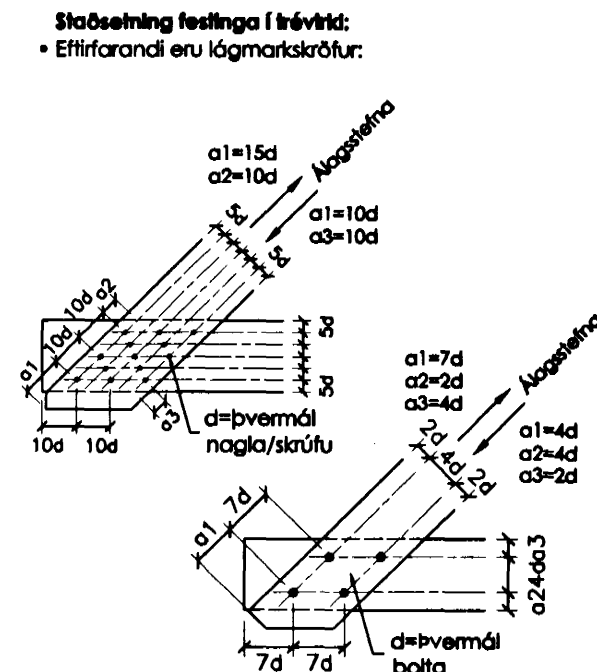 Staðsetning festinga í trévirki:
• Eftirfarandi eru lágmarkskröfur:
a1=15d
a2=10d
Álagsstefna
a1=10d
a3=10d
5d
5d
10d
a2
10d
a1
5d
5d
a3
10d
10d
d=þvermál
nagla/skrúfu
a1=7d
a2=2d
a3=4d
Álagsstefna
a1=4d
a2=4d
a3=2d
2d
4d
2d
7d
a1
a24da3
7d
7d
d=þvermál
bolta